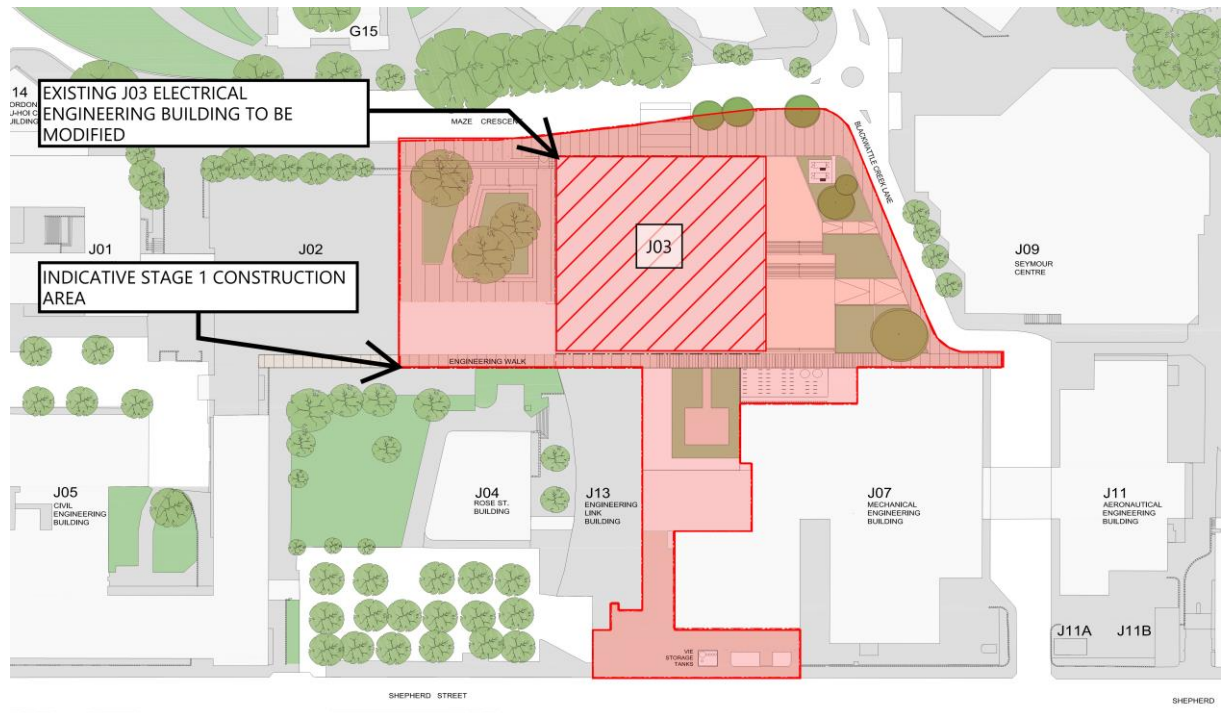 G15
14
EXISTING J03 ELECTRICAL
ENGINEERING BUILDING TO BE
MODIFIED
MAZE CRESCENT
BLACKWATTLE CREEK LANE
J01
J02
J03
J09
SEYMOUR
CENTRE
INDICATIVE STAGE 1 CONSTRUCTION
AREA
ENGINEERING WALK
J05
CIVIL
ENGINEERING
BUILDING
J04
ROSE ST.
BUILDING
J13
ENGINEERING
LINK
BUILDING
J07
MECHANICAL
ENGINEERING
BUILDING
J11
AERONAUTICAL
ENGINEERING
BUILDING
J11A
J11B
VIE
STORAGE
TANKS
SHEPHERD STREET
SHEPHERD